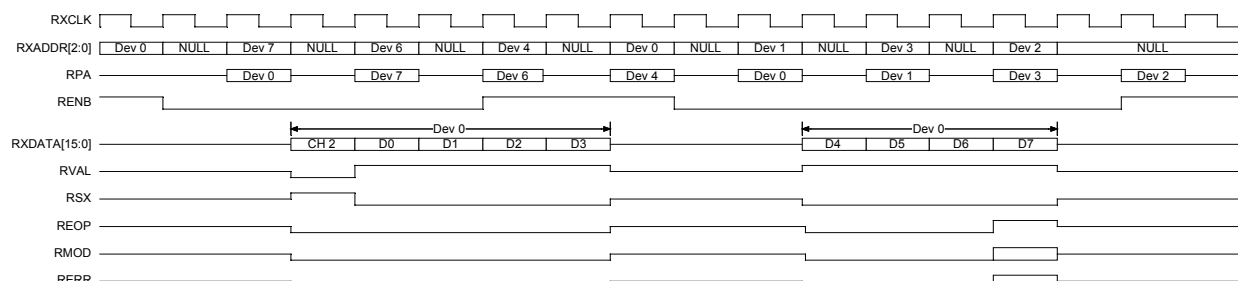 RXCLK
RXADDR[2:0] Dev 0 NULL Dev 7 NULL Dev 6 NULL Dev 4 NULL Dev 0 NULL Dev 1 NULL Dev 3 NULL Dev 2 NULL
RPA Dev 0 Dev 7 Dev 6 Dev 4 Dev 0 Dev 1 Dev 3 Dev 2
RENB
Dev 0 Dev 0
RXDATA[15:0] CH 2 D0 D1 D2 D3 D4 D5 D6 D7
RVAL
RSX
REOP
RMOD
RERR